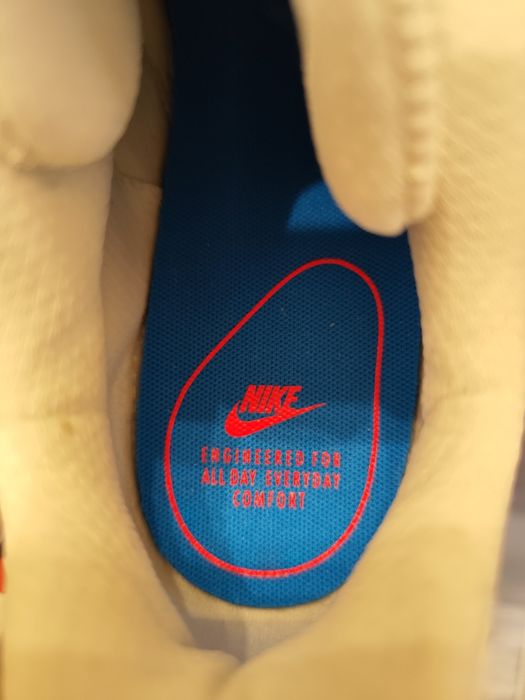 NIKE
ENGINEERED FOR
ALL DAY EVERYDAY
COMFORT